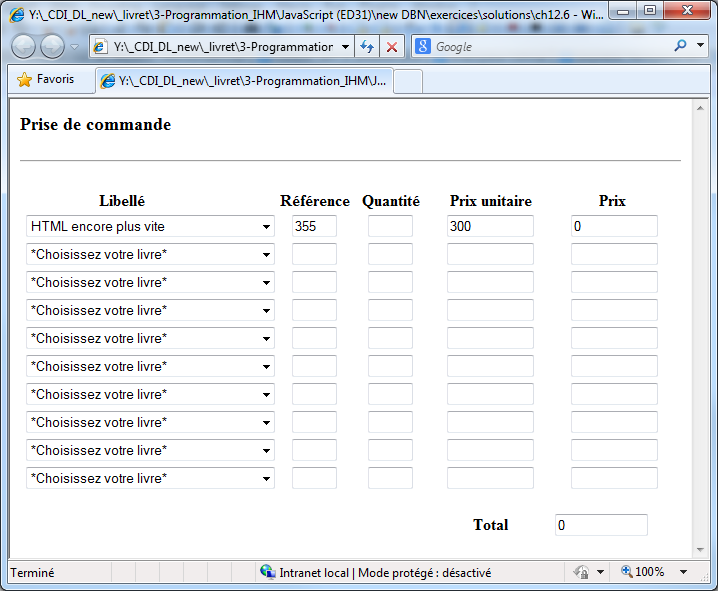 Y:\_CDI_DL_new\_livret\3-Programmation_IHM\JavaScript (ED31)\new DBN\exercices\solutions\ch12.6 - Wi...
Y:\_CDI_DL_new\_livret\3-Programmation
Google
Favoris
Y:\_CDI_DL_new\_livret\3-Programmation_IHM\J...
Prise de commande
Libellé Référence Quantité Prix unitaire Prix
HTML encore plus vite 355 300 0
*Choisissez votre livre*
*Choisissez votre livre*
*Choisissez votre livre*
*Choisissez votre livre*
*Choisissez votre livre*
*Choisissez votre livre*
*Choisissez votre livre*
*Choisissez votre livre*
*Choisissez votre livre*
Total 0
Terminé Intranet local | Mode protégé : désactivé 100%